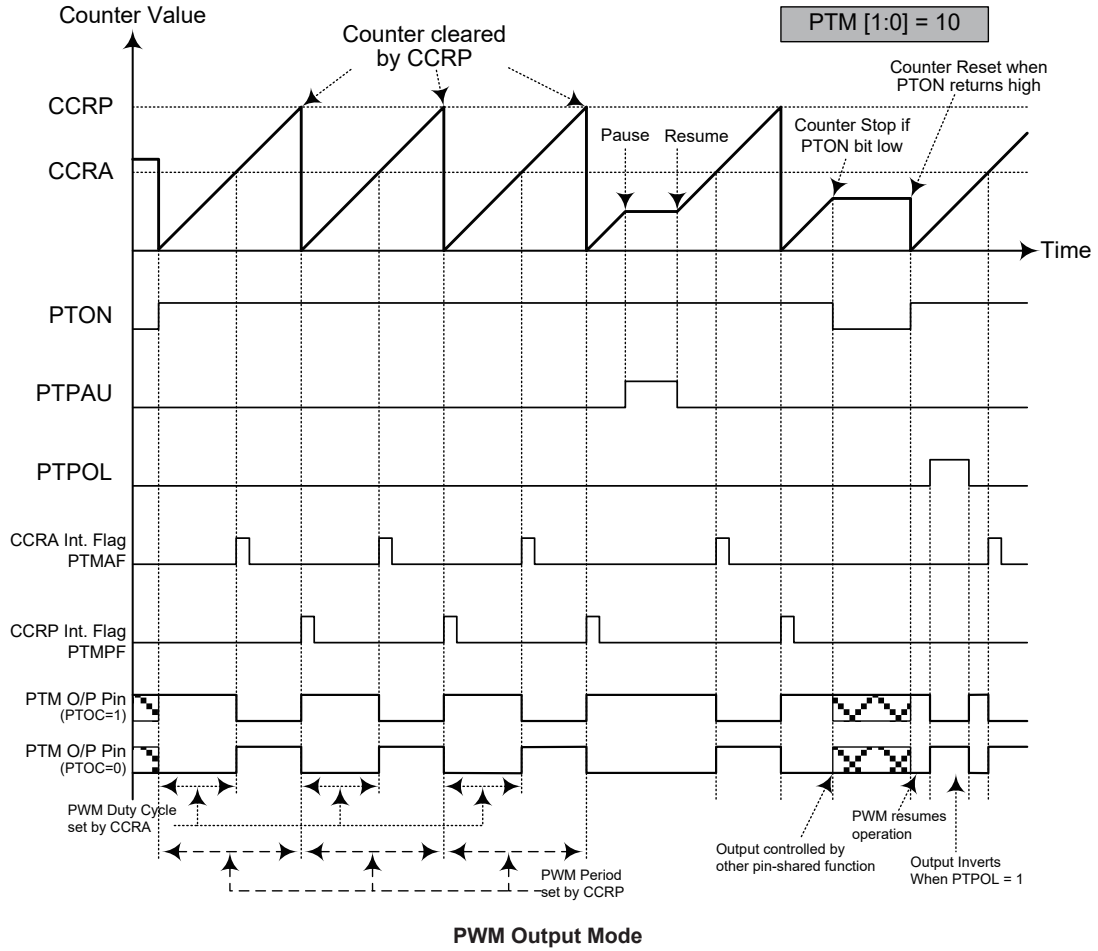 Counter Value
PTM [1:0] = 10
Counter cleared
by CCRP
Counter Reset when
PTON returns high
CCRP
Pause
Resume
Counter Stop if
PTON bit low
CCRA
Time
PTON
PTPAU
PTPOL
CCRA Int. Flag
PTMAF
CCRP Int. Flag
PTMPF
PTM O/P Pin
(PTOC=1)
PTM O/P Pin
(PTOC=0)
PWM Duty Cycle
set by CCRA
PWM resumes
operation
Output controlled by
other pin-shared function
Output Inverts
When PTPOL = 1
PWM Period
set by CCRP
PWM Output Mode